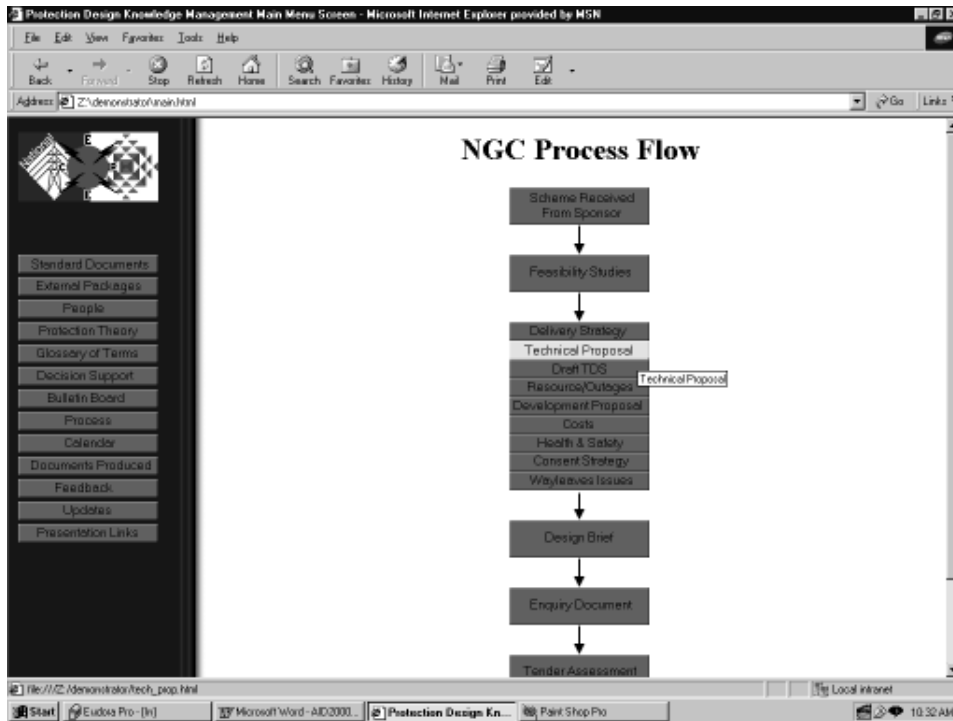 Protection Design Knowledge Management Main Menu Screen - Microsoft Internet Explorer provided by MSN
File Edit View Favorites Tools Help
Back Forward Stop Refresh Home Search Favorites History Mail Print Edit
Address Z:\demonstrator\main.html Go Links
National
NGC Process Flow
Standard Documents
External Packages
People
Protection Theory
Glossary of Terms
Decision Support
Bulletin Board
Process
Calendar
Documents Produced
Feedback
Updates
Presentation Links
Scheme Received
From Sponsor
Feasibility Studies
Delivery Strategy
Technical Proposal
Draft TDS
Technical Proposal
Resource/Outages
Development Proposal
Costs
Health & Safety
Consent Strategy
Wayleaves Issues
Design Brief
Enquiry Document
Tender Assessment
file:///Z:/demonstrator/tech_prop.html Local intranet
Start Eudora Pro - [In] Microsoft Word - AID2000... Protection Design Kn... Paint Shop Pro 10:32 AM